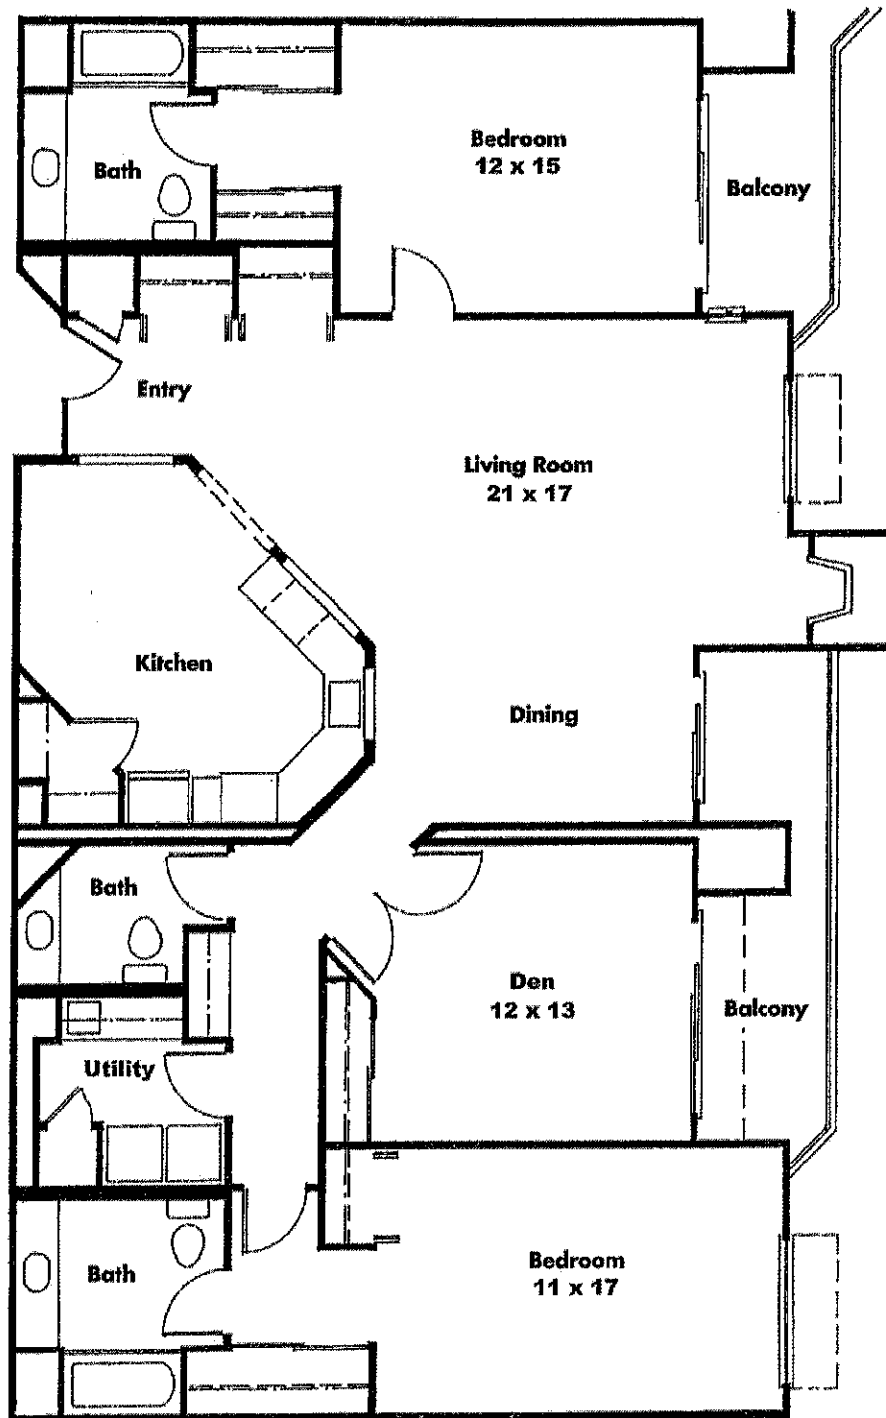 Bedroom
12 x 15
Bath
Balcony
Entry
Living Room
21 x 17
Kitchen
Dining
Bath
Den
12 x 13
Balcony
Utility
Bath
Bedroom
11 x 17